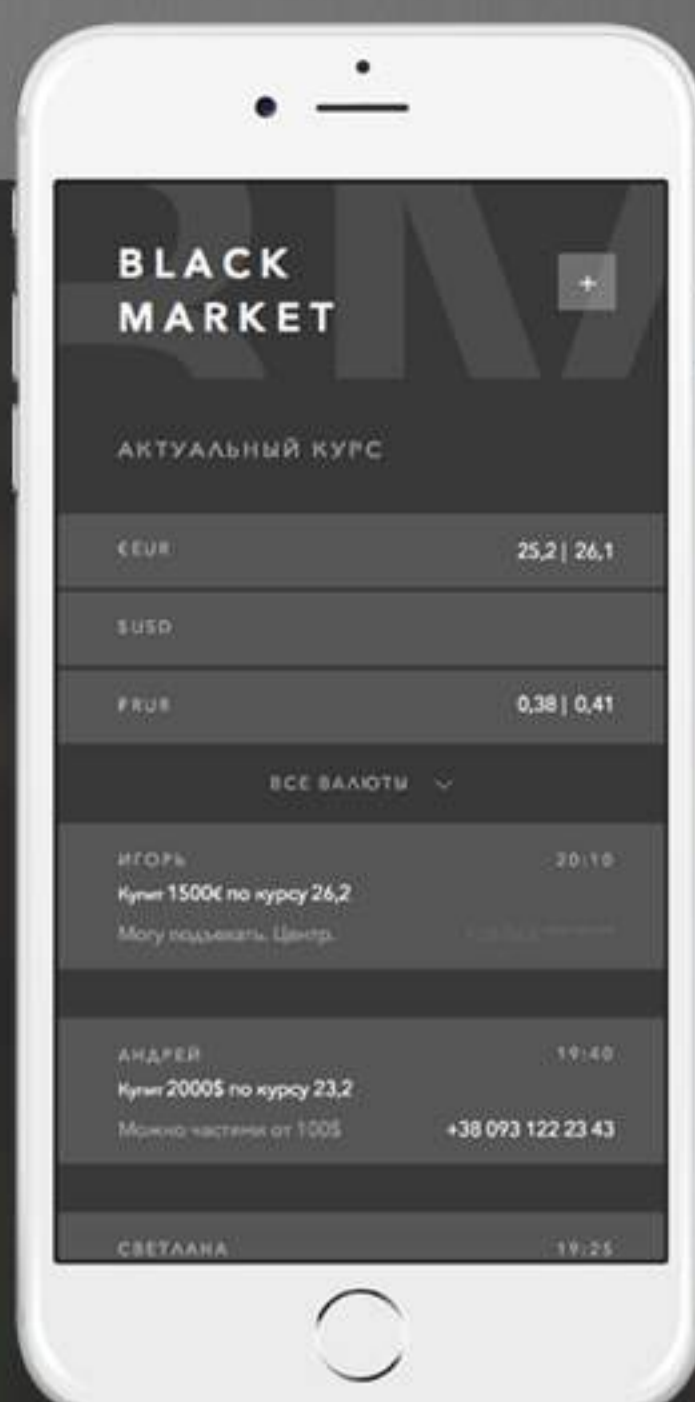 BLACK
MARKET
+
АКТУАЛЬНЫЙ КУРС
€EUR 25,2 | 26,1
$USD
₽RUR 0,38 | 0,41
ВСЕ ВАЛЮТЫ
ИГОРЬ 20:10
Купит 1500€ по курсу 26,2
Могу подъехать. Центр.
АНДРЕЙ 19:40
Купит 2000$ по курсу 23,2
Можно частями от 100$ +38 093 122 23 43
СВЕТЛАНА 19:25